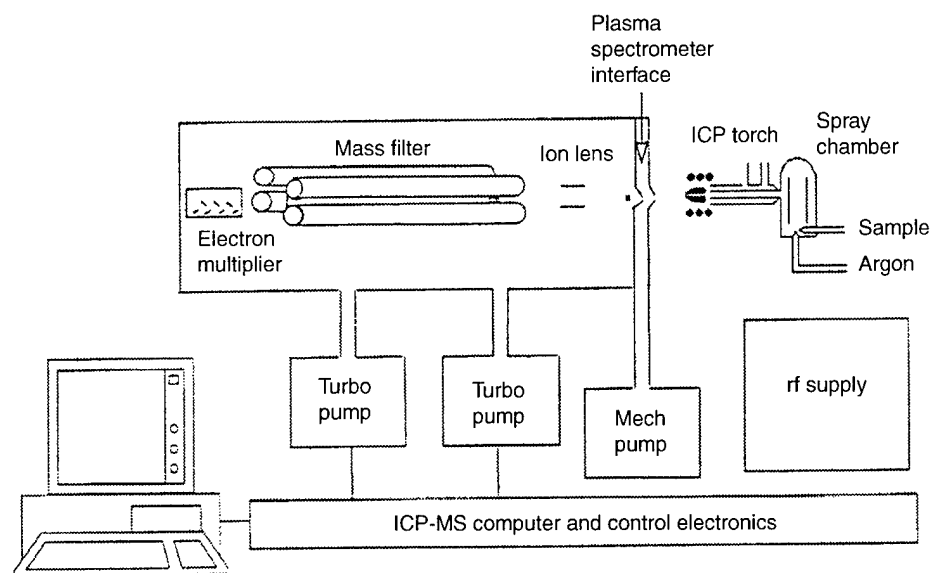 Plasma
spectrometer
interface
ICP torch
Spray
chamber
Mass filter
Ion lens
Electron
multiplier
Sample
Argon
Turbo
pump
Turbo
pump
Mech
pump
rf supply
ICP-MS computer and control electronics